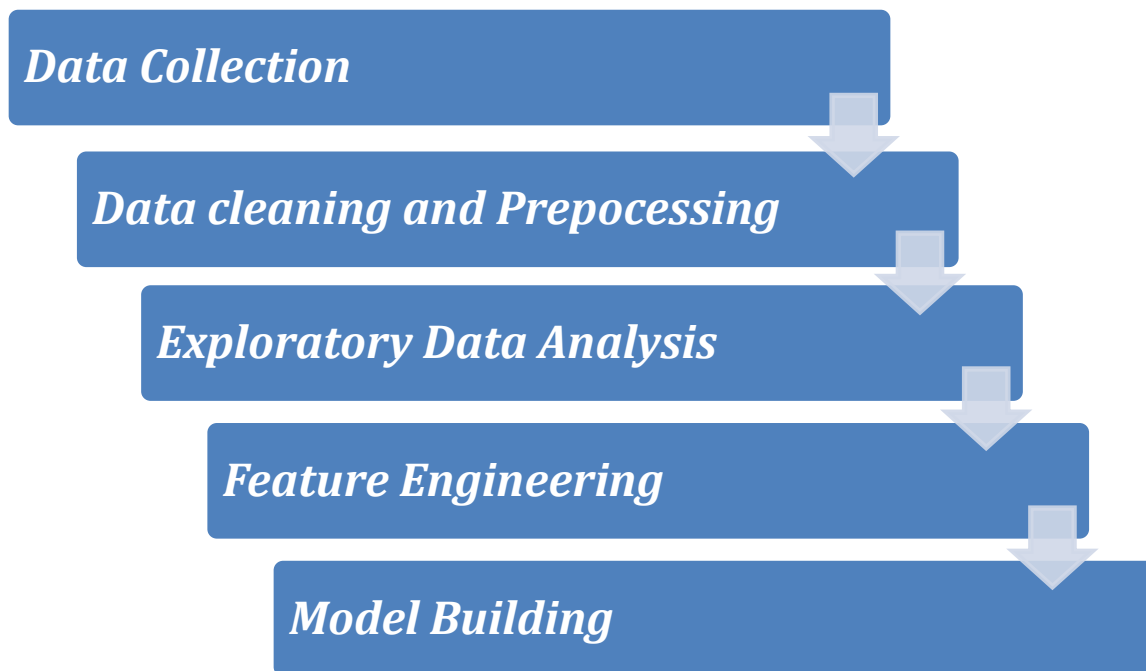 Data Collection
Data cleaning and Prepocessing
Exploratory Data Analysis
Feature Engineering
Model Building